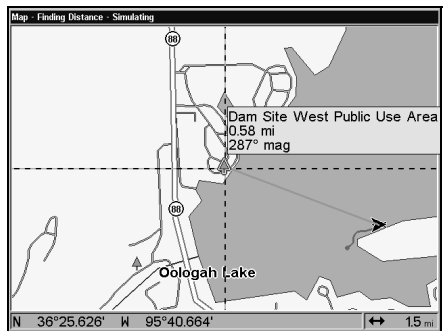 Map - Finding Distance - Simulating
88
Dam Site West Public Use Area
0.58 mi
287° mag
88
Oologah Lake
N 36°25.626' W 95°40.664' ↔ 1.5 mi